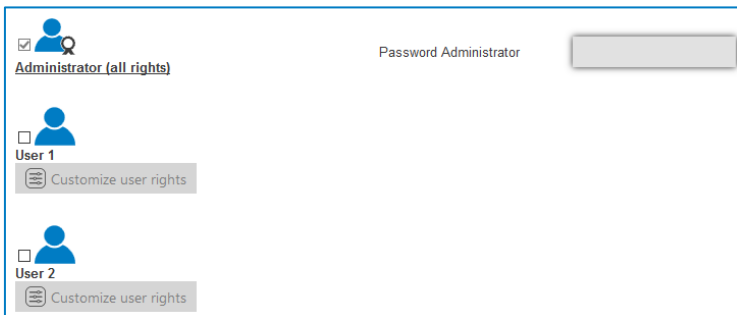 Administrator (all rights)
Password Administrator
User 1
Customize user rights
User 2
Customize user rights